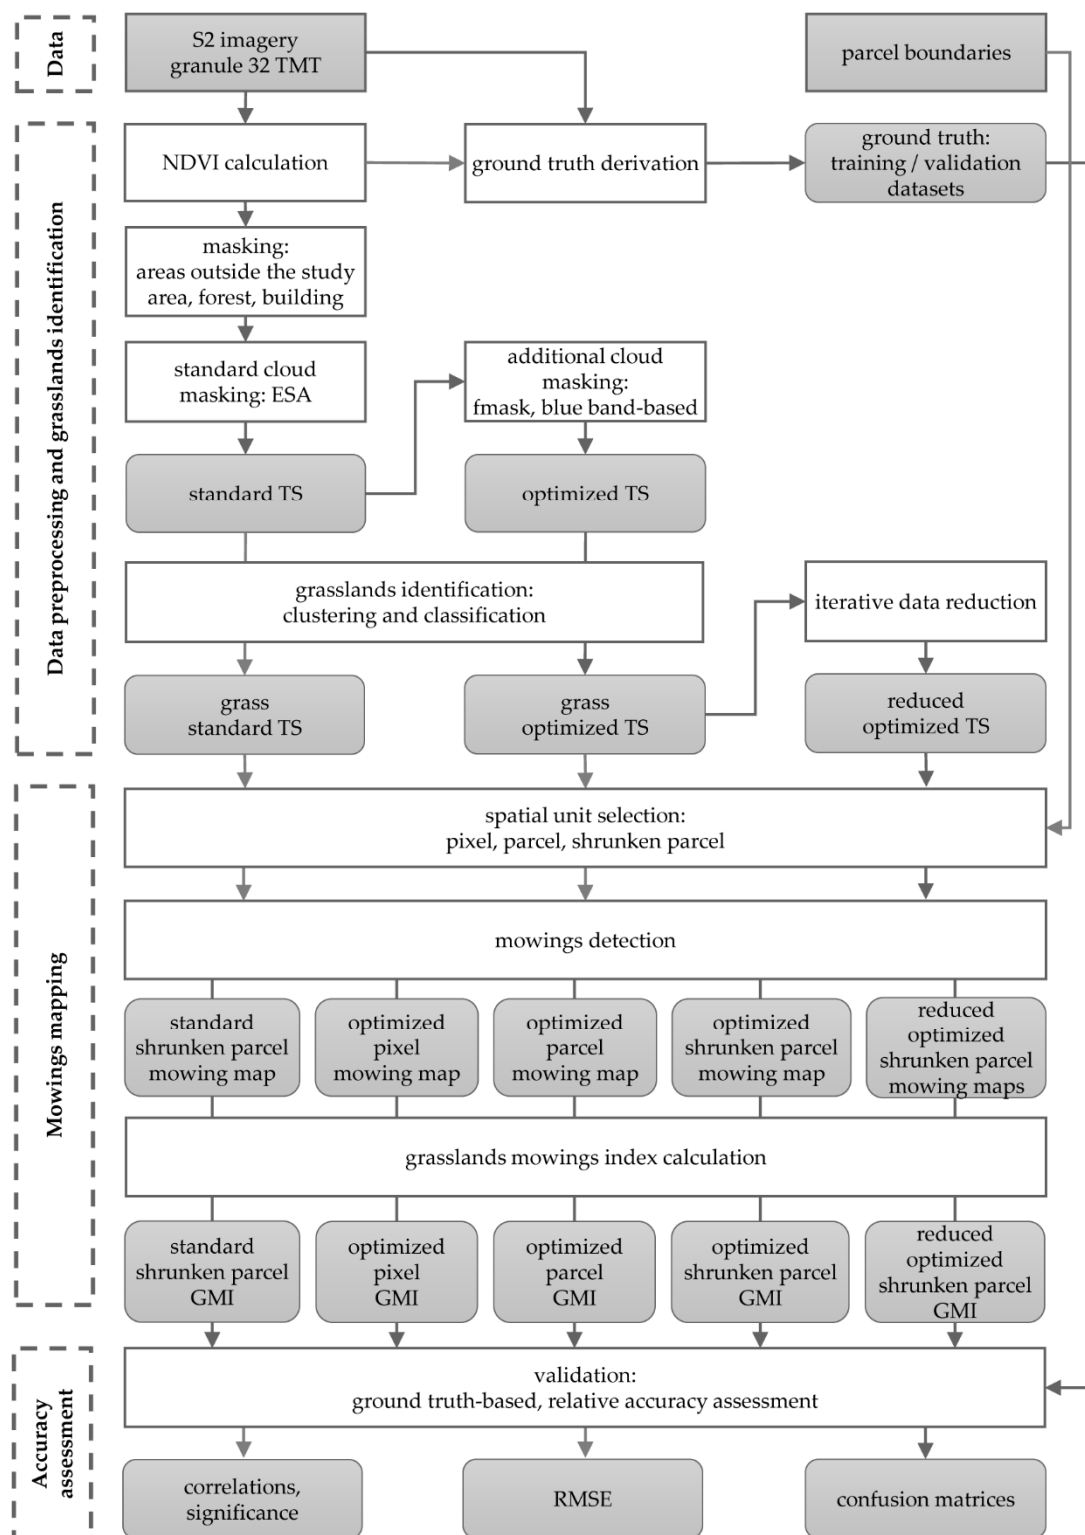 Data
S2 imagery
granule 32 TMT
parcel boundaries
Data preprocessing and grasslands identification
NDVI calculation
ground truth derivation
ground truth:
training / validation
datasets
masking:
areas outside the study
area, forest, building
standard cloud
masking: ESA
additional cloud
masking:
fmask, blue band-based
standard TS
optimized TS
grasslands identification:
clustering and classification
iterative data reduction
grass
standard TS
grass
optimized TS
reduced
optimized TS
Mowings mapping
spatial unit selection:
pixel, parcel, shrunken parcel
mowings detection
standard
shrunken parcel
mowing map
optimized
pixel
mowing map
optimized
parcel
mowing map
optimized
shrunken parcel
mowing map
reduced
optimized
shrunken parcel
mowing maps
grasslands mowings index calculation
standard
shrunken parcel
GMI
optimized
pixel
GMI
optimized
parcel
GMI
optimized
shrunken parcel
GMI
reduced
optimized
shrunken parcel
GMI
Accuracy
assessment
validation:
ground truth-based, relative accuracy assessment
correlations,
significance
RMSE
confusion matrices